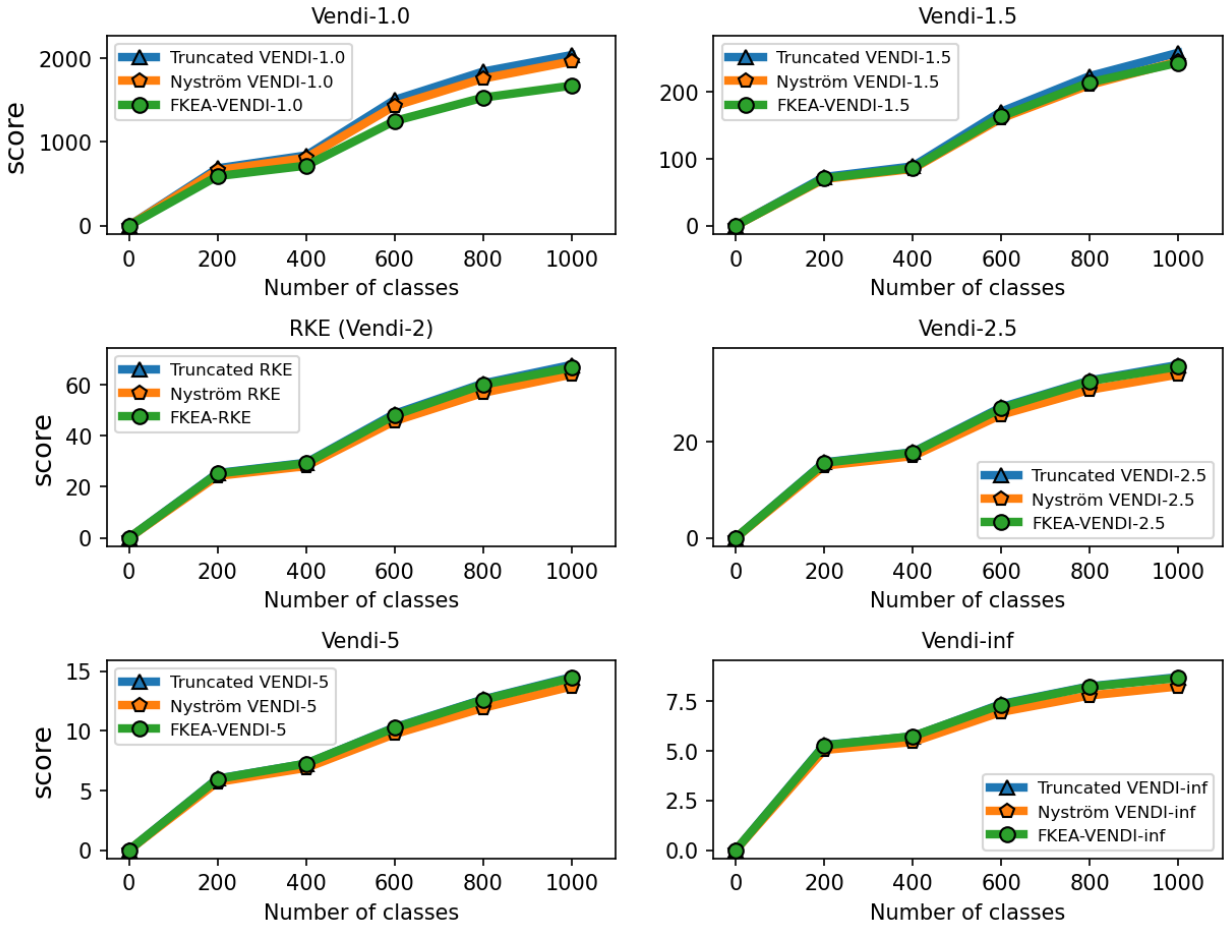 Vendi-1.0
2000
1000
0
score
Truncated VENDI-1.0
Nyström VENDI-1.0
FKEA-VENDI-1.0
0 200 400 600 800 1000
Number of classes
Vendi-1.5
200
100
0
Truncated VENDI-1.5
Nyström VENDI-1.5
FKEA-VENDI-1.5
0 200 400 600 800 1000
Number of classes
RKE (Vendi-2)
60
40
20
0
score
Truncated RKE
Nyström RKE
FKEA-RKE
0 200 400 600 800 1000
Number of classes
Vendi-2.5
20
0
Truncated VENDI-2.5
Nyström VENDI-2.5
FKEA-VENDI-2.5
0 200 400 600 800 1000
Number of classes
Vendi-5
15
10
5
0
score
Truncated VENDI-5
Nyström VENDI-5
FKEA-VENDI-5
0 200 400 600 800 1000
Number of classes
Vendi-inf
7.5
5.0
2.5
0.0
Truncated VENDI-inf
Nyström VENDI-inf
FKEA-VENDI-inf
0 200 400 600 800 1000
Number of classes